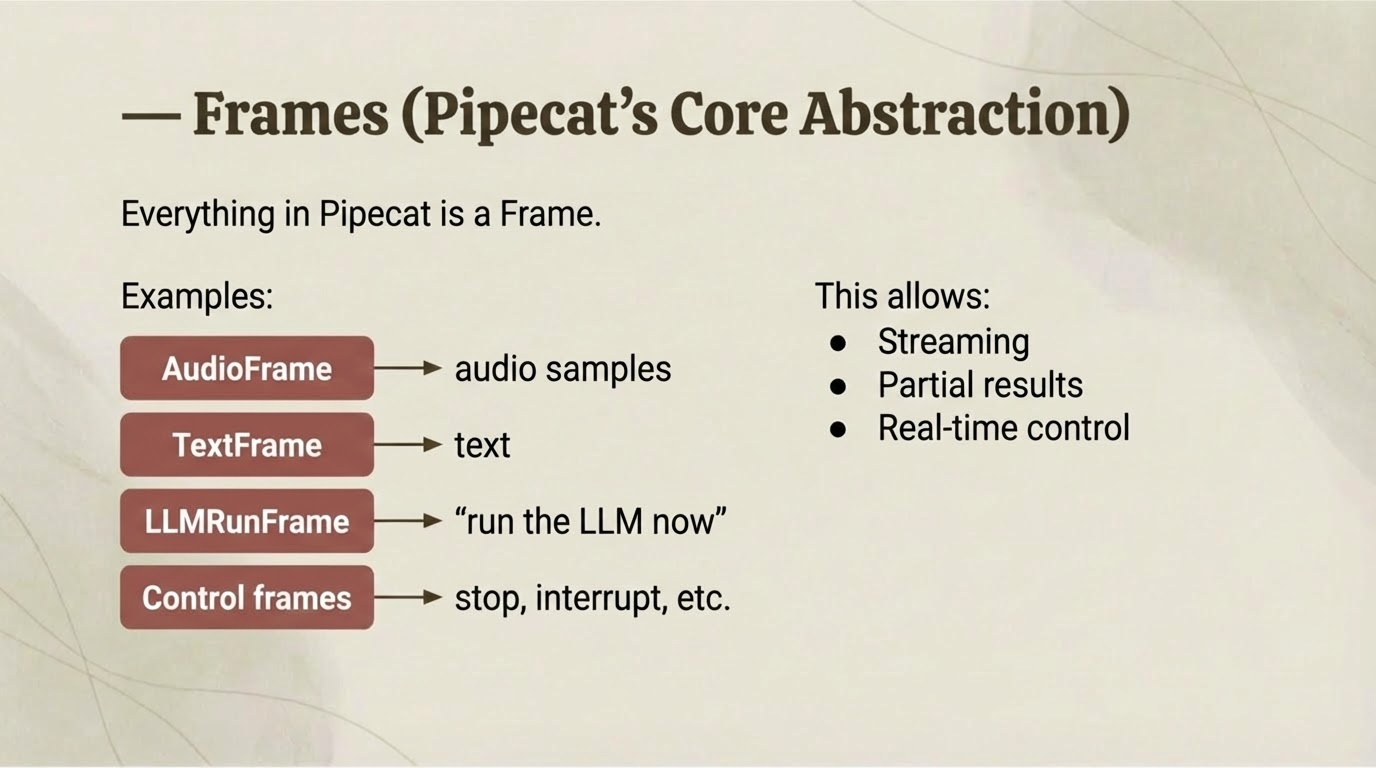 — Frames (Pipecat’s Core Abstraction)
Everything in Pipecat is a Frame.
Examples:
AudioFrame → audio samples
TextFrame → text
LLMRunFrame → “run the LLM now”
Control frames → stop, interrupt, etc.
This allows:
● Streaming
● Partial results
● Real-time control